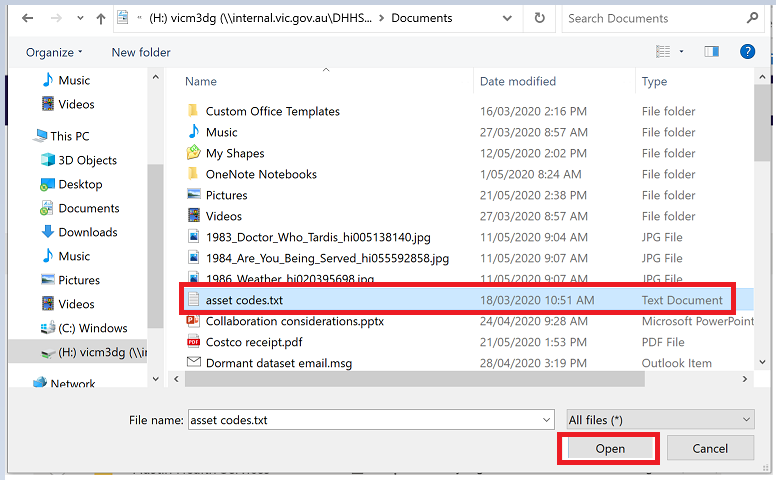 (H:) vicm3dg (\\internal.vic.gov.au\DHHS... > Documents
Search Documents
Organize
New folder
Music
Videos
This PC
3D Objects
Desktop
Documents
Downloads
Music
Pictures
Videos
(C:) Windows
(H:) vicm3dg (\\in
Network
Name Date modified Type
Custom Office Templates 16/03/2020 2:16 PM File folder
Music 27/03/2020 8:57 AM File folder
My Shapes 12/05/2020 2:02 PM File folder
OneNote Notebooks 1/05/2020 8:24 AM File folder
Pictures 21/05/2020 2:38 PM File folder
Videos 27/03/2020 8:57 AM File folder
1983_Doctor_Who_Tardis_hi005138140.jpg 11/05/2020 9:04 AM JPG File
1984_Are_You_Being_Served_hi055592858.jpg 11/05/2020 9:07 AM JPG File
1986_Weather_hi020395698.jpg 11/05/2020 9:07 AM JPG File
asset codes.txt 18/03/2020 10:51 AM Text Document
Collaboration considerations.pptx 24/04/2020 9:28 AM Microsoft PowerPoint
Costco receipt.pdf 21/05/2020 1:53 PM PDF File
Dormant dataset email.msg 28/04/2020 3:19 PM Outlook Item
File name: asset codes.txt All files (*)
Open Cancel